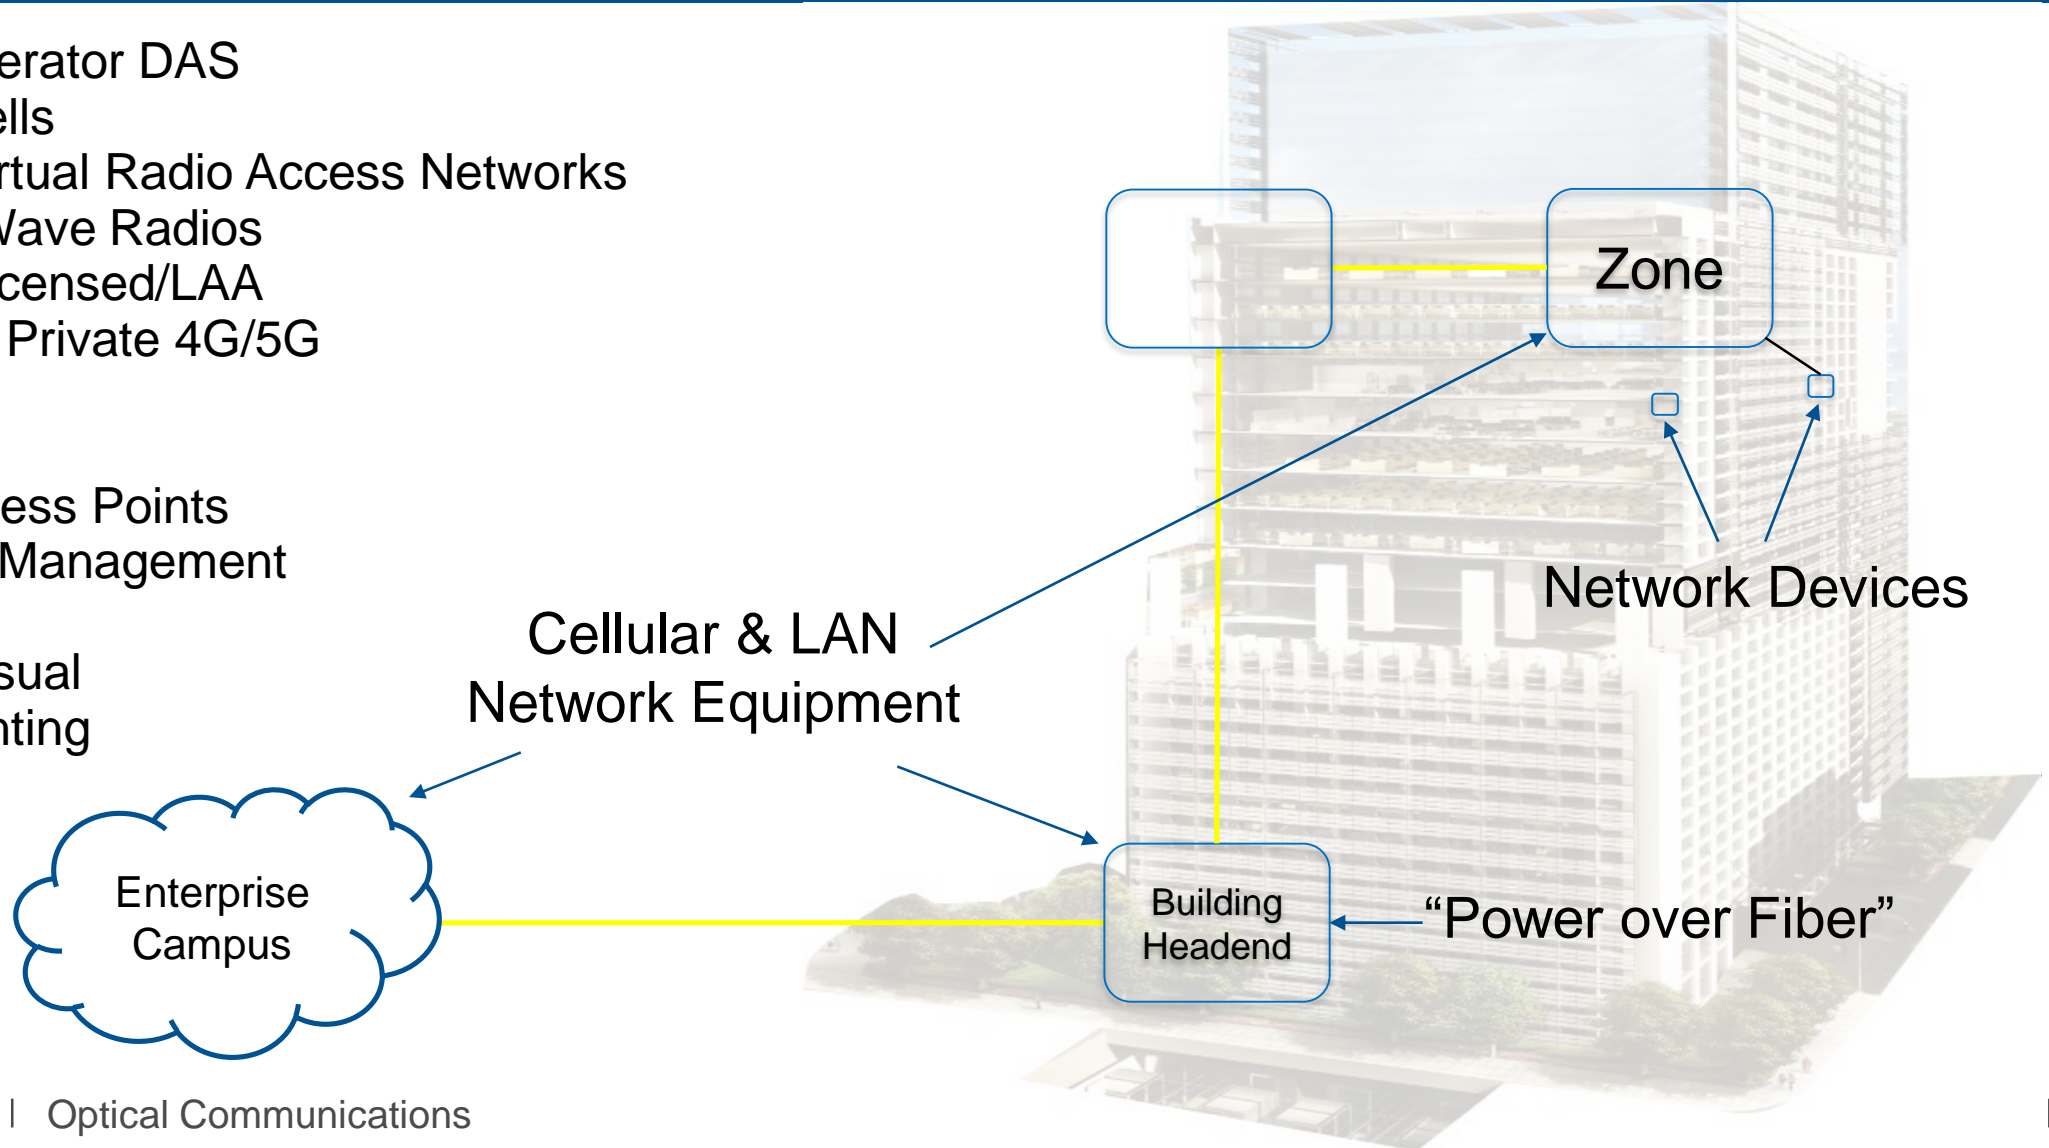 erator DAS
ells
rtual Radio Access Networks
Wave Radios
censed/LAA
Private 4G/5G
ess Points
Management
sual
nting
Zone
Network Devices
Cellular & LAN
Network Equipment
Enterprise
Campus
Building
Headend
“Power over Fiber”
| Optical Communications